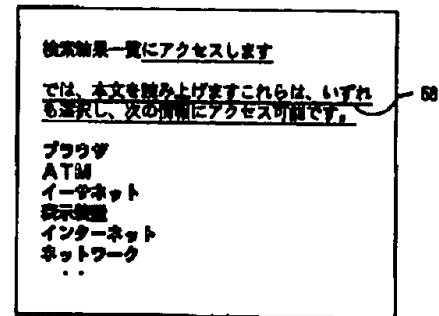 検索結果一覧にアクセスします
では、本文を読み上げますこれらは、いずれ
も選択し、次の情報にアクセス可能です。
ブラウザ
ATM
イーサネット
表示装置
インターネット
ネットワーク
・・
68